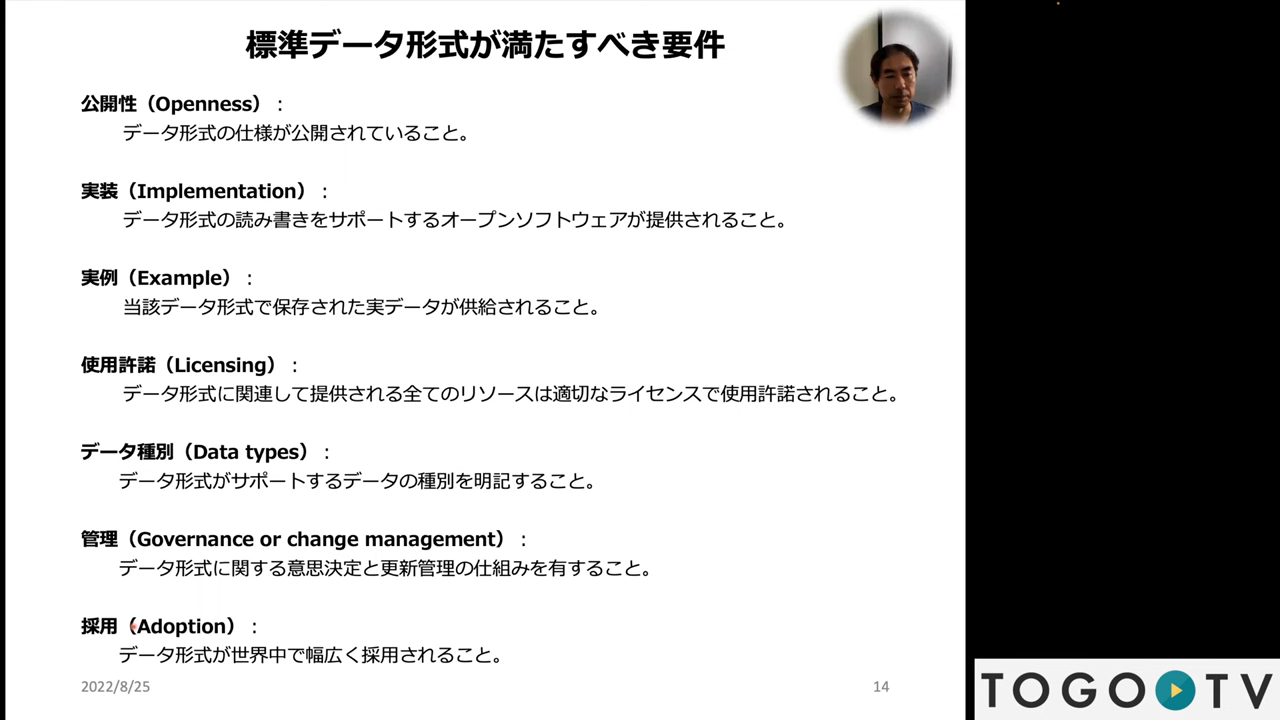 標準データ形式が満たすべき要件
公開性（Openness）：
データ形式の仕様が公開されていること。
実装（Implementation）：
データ形式の読み書きをサポートするオープンソフトウェアが提供されること。
実例（Example）：
当該データ形式で保存された実データが供給されること。
使用許諾（Licensing）：
データ形式に関連して提供される全てのリソースは適切なライセンスで使用許諾されること。
データ種別（Data types）：
データ形式がサポートするデータの種別を明記すること。
管理（Governance or change management）：
データ形式に関する意思決定と更新管理の仕組みを有すること。
採用（Adoption）：
データ形式が世界中で幅広く採用されること。
2022/8/25
14
TOGO TV